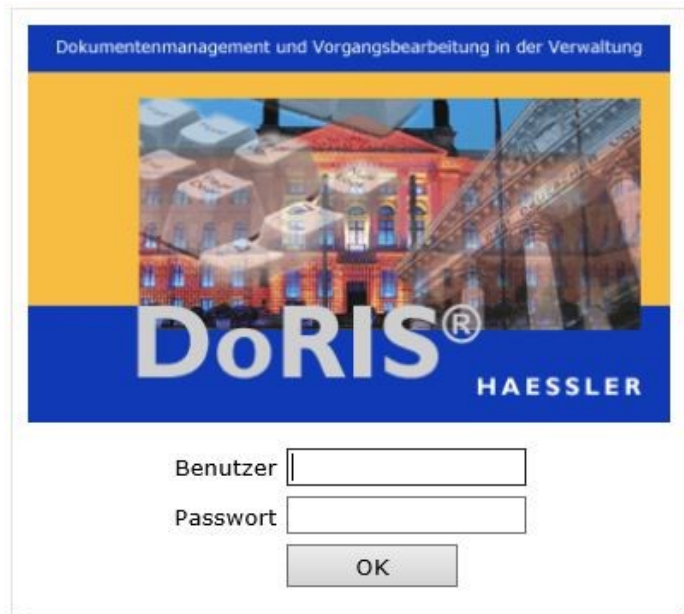 Dokumentenmanagement und Vorgangsbearbeitung in der Verwaltung
DoRIS®
HAESSLER
Benutzer
Passwort
OK